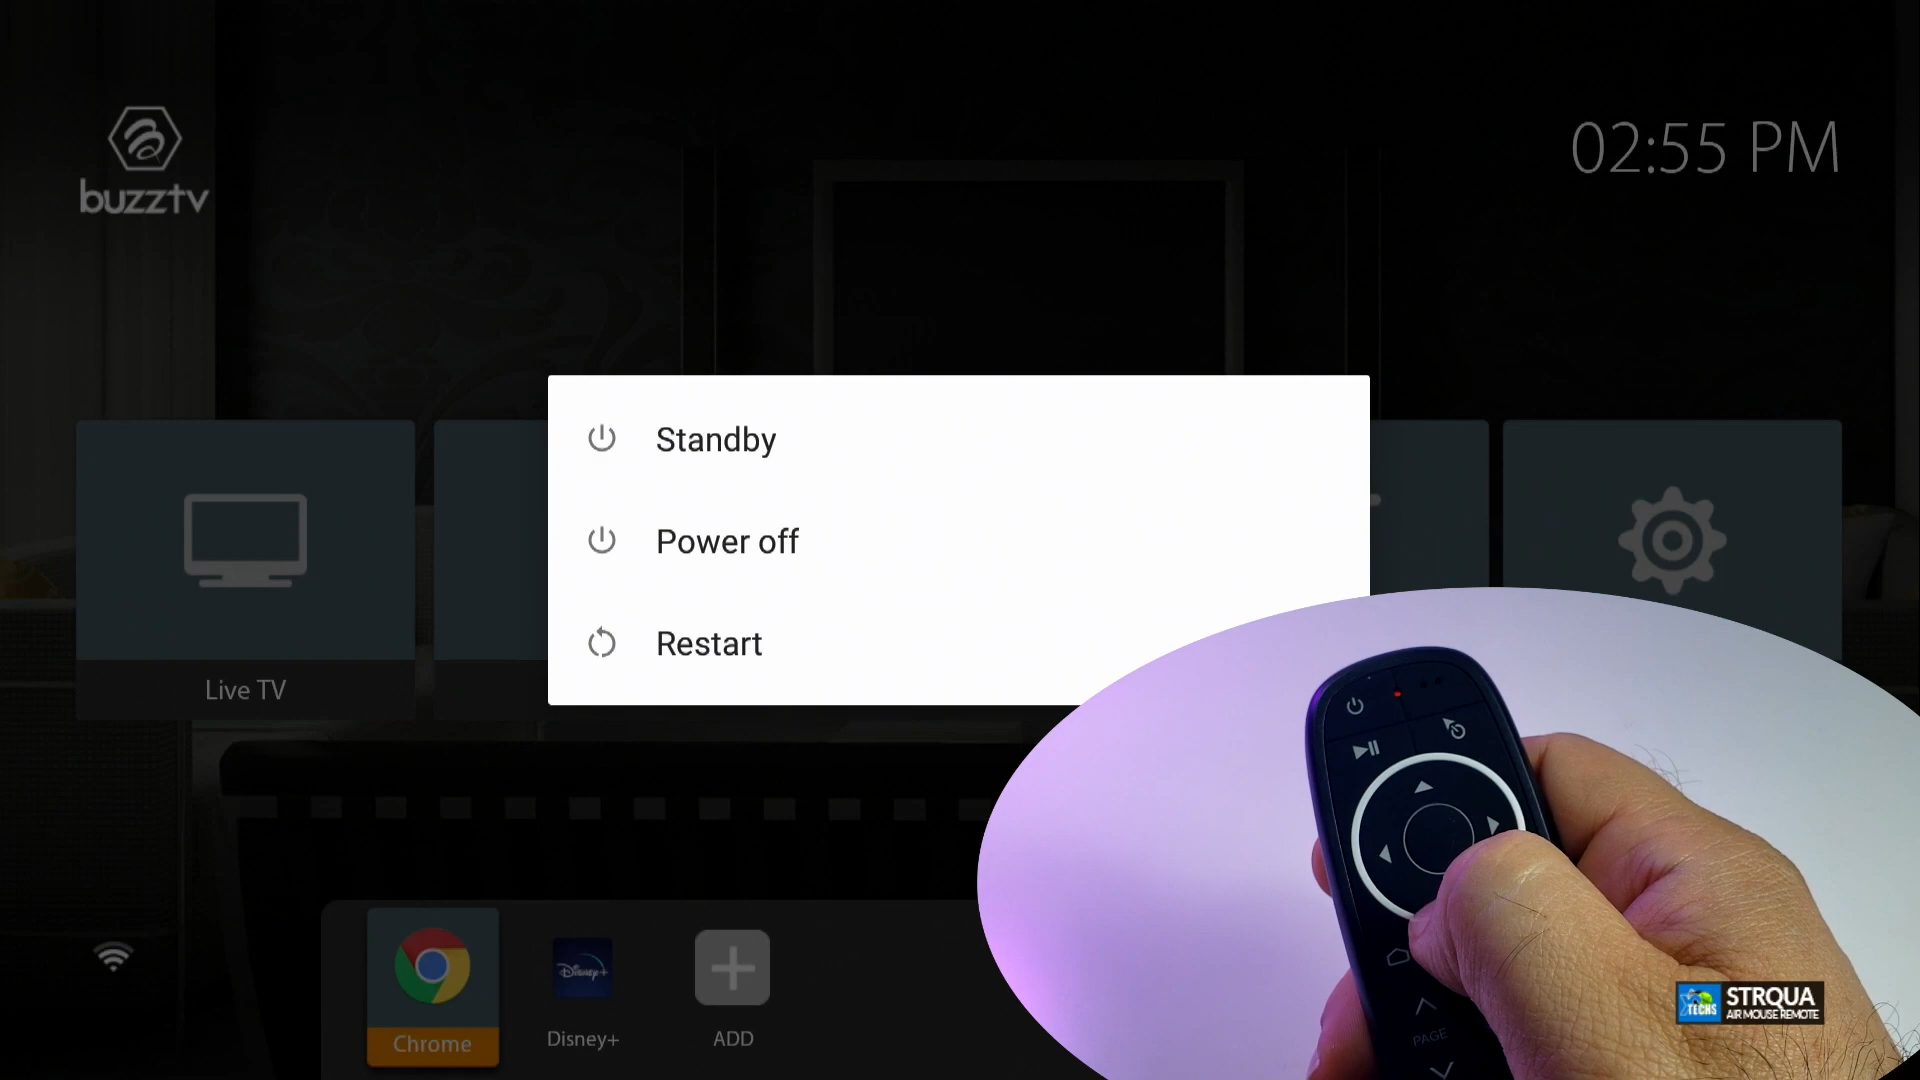 buzztv
02:55 PM
Standby
Power off
Restart
Live TV
Chrome
Disney+
Disney+
ADD
PAGE
TECHS
STRQUA
AIR MOUSE REMOTE